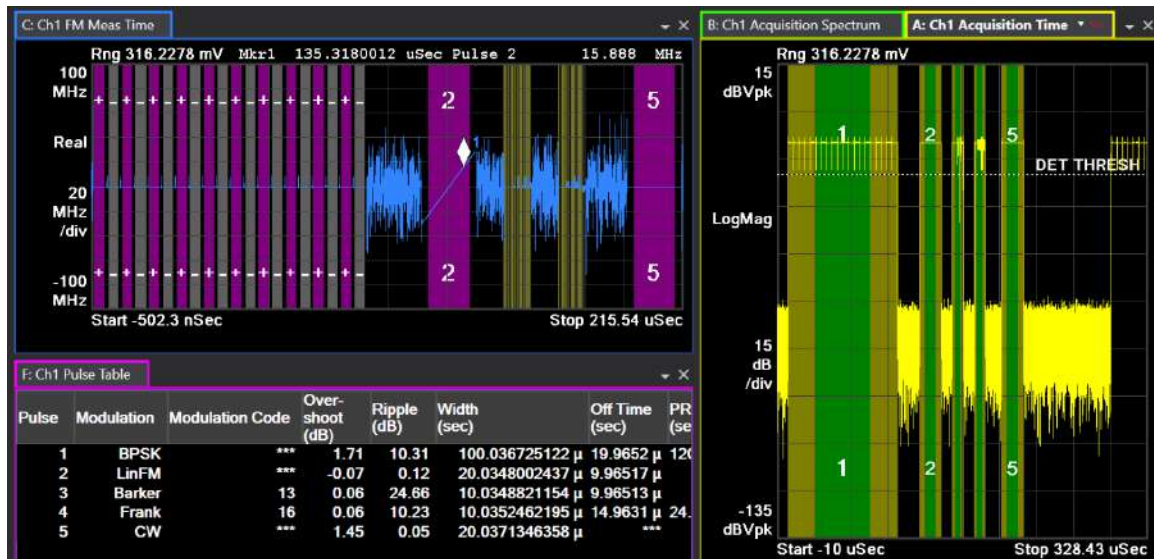 C: Ch1 FM Meas Time
Rng 316.2278 mV Mkr1 135.3180012 uSec Pulse 2 15.888 MHz
100
MHz
Real
20
MHz
/div
-100
MHz
+ - + - + - + - + - + - + - + - + - + -
2
5
1
+ - + - + - + - + - + - + - + - + - + -
2
5
Start -502.3 nSec Stop 215.54 uSec
F: Ch1 Pulse Table
Pulse Modulation Modulation Code Over-shoot (dB) Ripple (dB) Width (sec) Off Time (sec) PR (se
1 BPSK *** 1.71 10.31 100.036725122 µ 19.9652 µ 120
2 LinFM *** -0.07 0.12 20.0348002437 µ 9.96517 µ
3 Barker 13 0.06 24.66 10.0348821154 µ 9.96513 µ
4 Frank 16 0.06 10.23 10.0352462195 µ 14.9631 µ 24.
5 CW *** 1.45 0.05 20.0371346358 µ ***
B: Ch1 Acquisition Spectrum
A: Ch1 Acquisition Time
Rng 316.2278 mV
15
dBVpk
LogMag
15
dB
/div
-135
dBVpk
1 2 5
DET THRESH
1 2 5
Start -10 uSec Stop 328.43 uSec